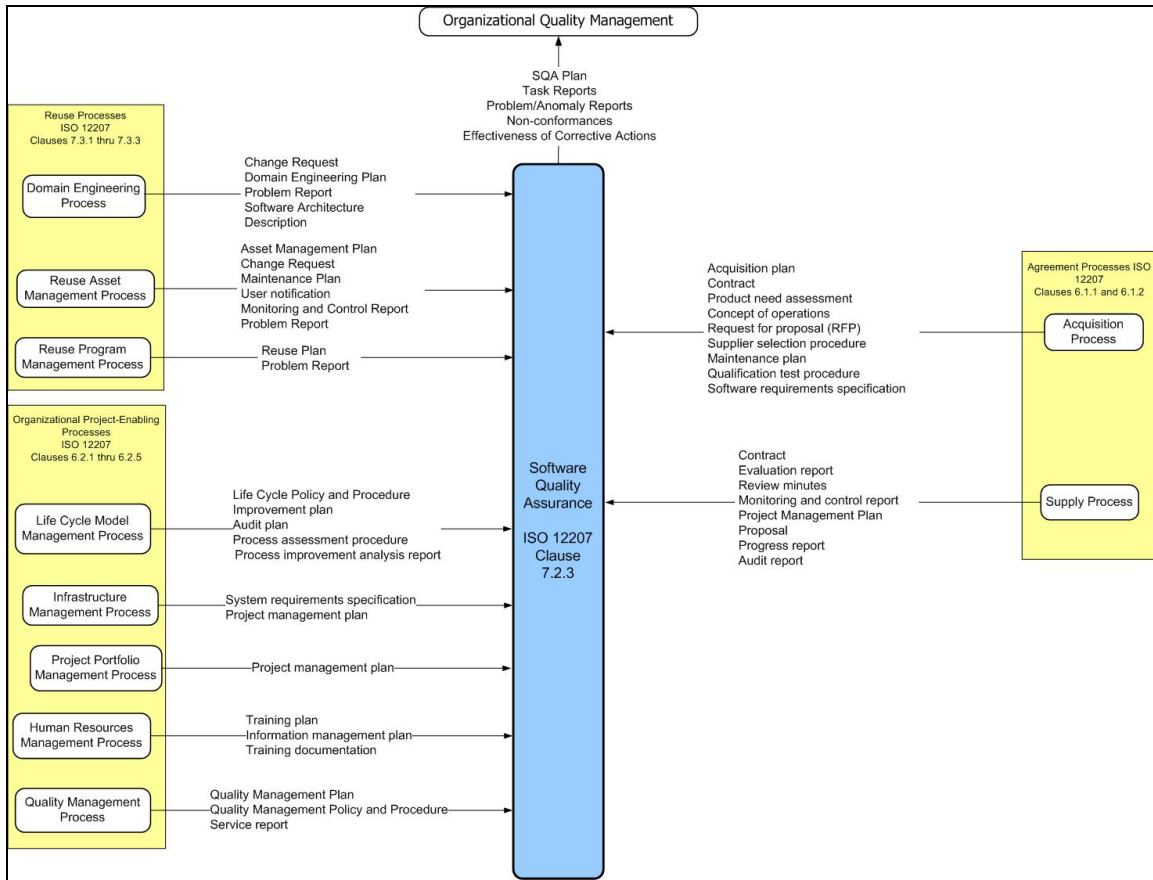 Organizational Quality Management
SQA Plan
Task Reports
Problem/Anomaly Reports
Non-conformances
Effectiveness of Corrective Actions
Reuse Processes
ISO 12207
Clauses 7.3.1 thru 7.3.3
Domain Engineering
Process
Change Request
Domain Engineering Plan
Problem Report
Software Architecture
Description
Reuse Asset
Management Process
Asset Management Plan
Change Request
Maintenance Plan
User notification
Monitoring and Control Report
Problem Report
Reuse Program
Management Process
Reuse Plan
Problem Report
Organizational Project-Enabling
Processes
ISO 12207
Clauses 6.2.1 thru 6.2.5
Life Cycle Model
Management Process
Life Cycle Policy and Procedure
Improvement plan
Audit plan
Process assessment procedure
Process improvement analysis report
Infrastructure
Management Process
System requirements specification
Project management plan
Project Portfolio
Management Process
Project management plan
Human Resources
Management Process
Training plan
Information management plan
Training documentation
Quality Management
Process
Quality Management Plan
Quality Management Policy and Procedure
Service report
Software
Quality
Assurance
ISO 12207
Clause
7.2.3
Agreement Processes ISO
12207
Clauses 6.1.1 and 6.1.2
Acquisition plan
Contract
Product need assessment
Concept of operations
Request for proposal (RFP)
Supplier selection procedure
Maintenance plan
Qualification test procedure
Software requirements specification
Acquisition
Process
Contract
Evaluation report
Review minutes
Monitoring and control report
Project Management Plan
Proposal
Progress report
Audit report
Supply Process